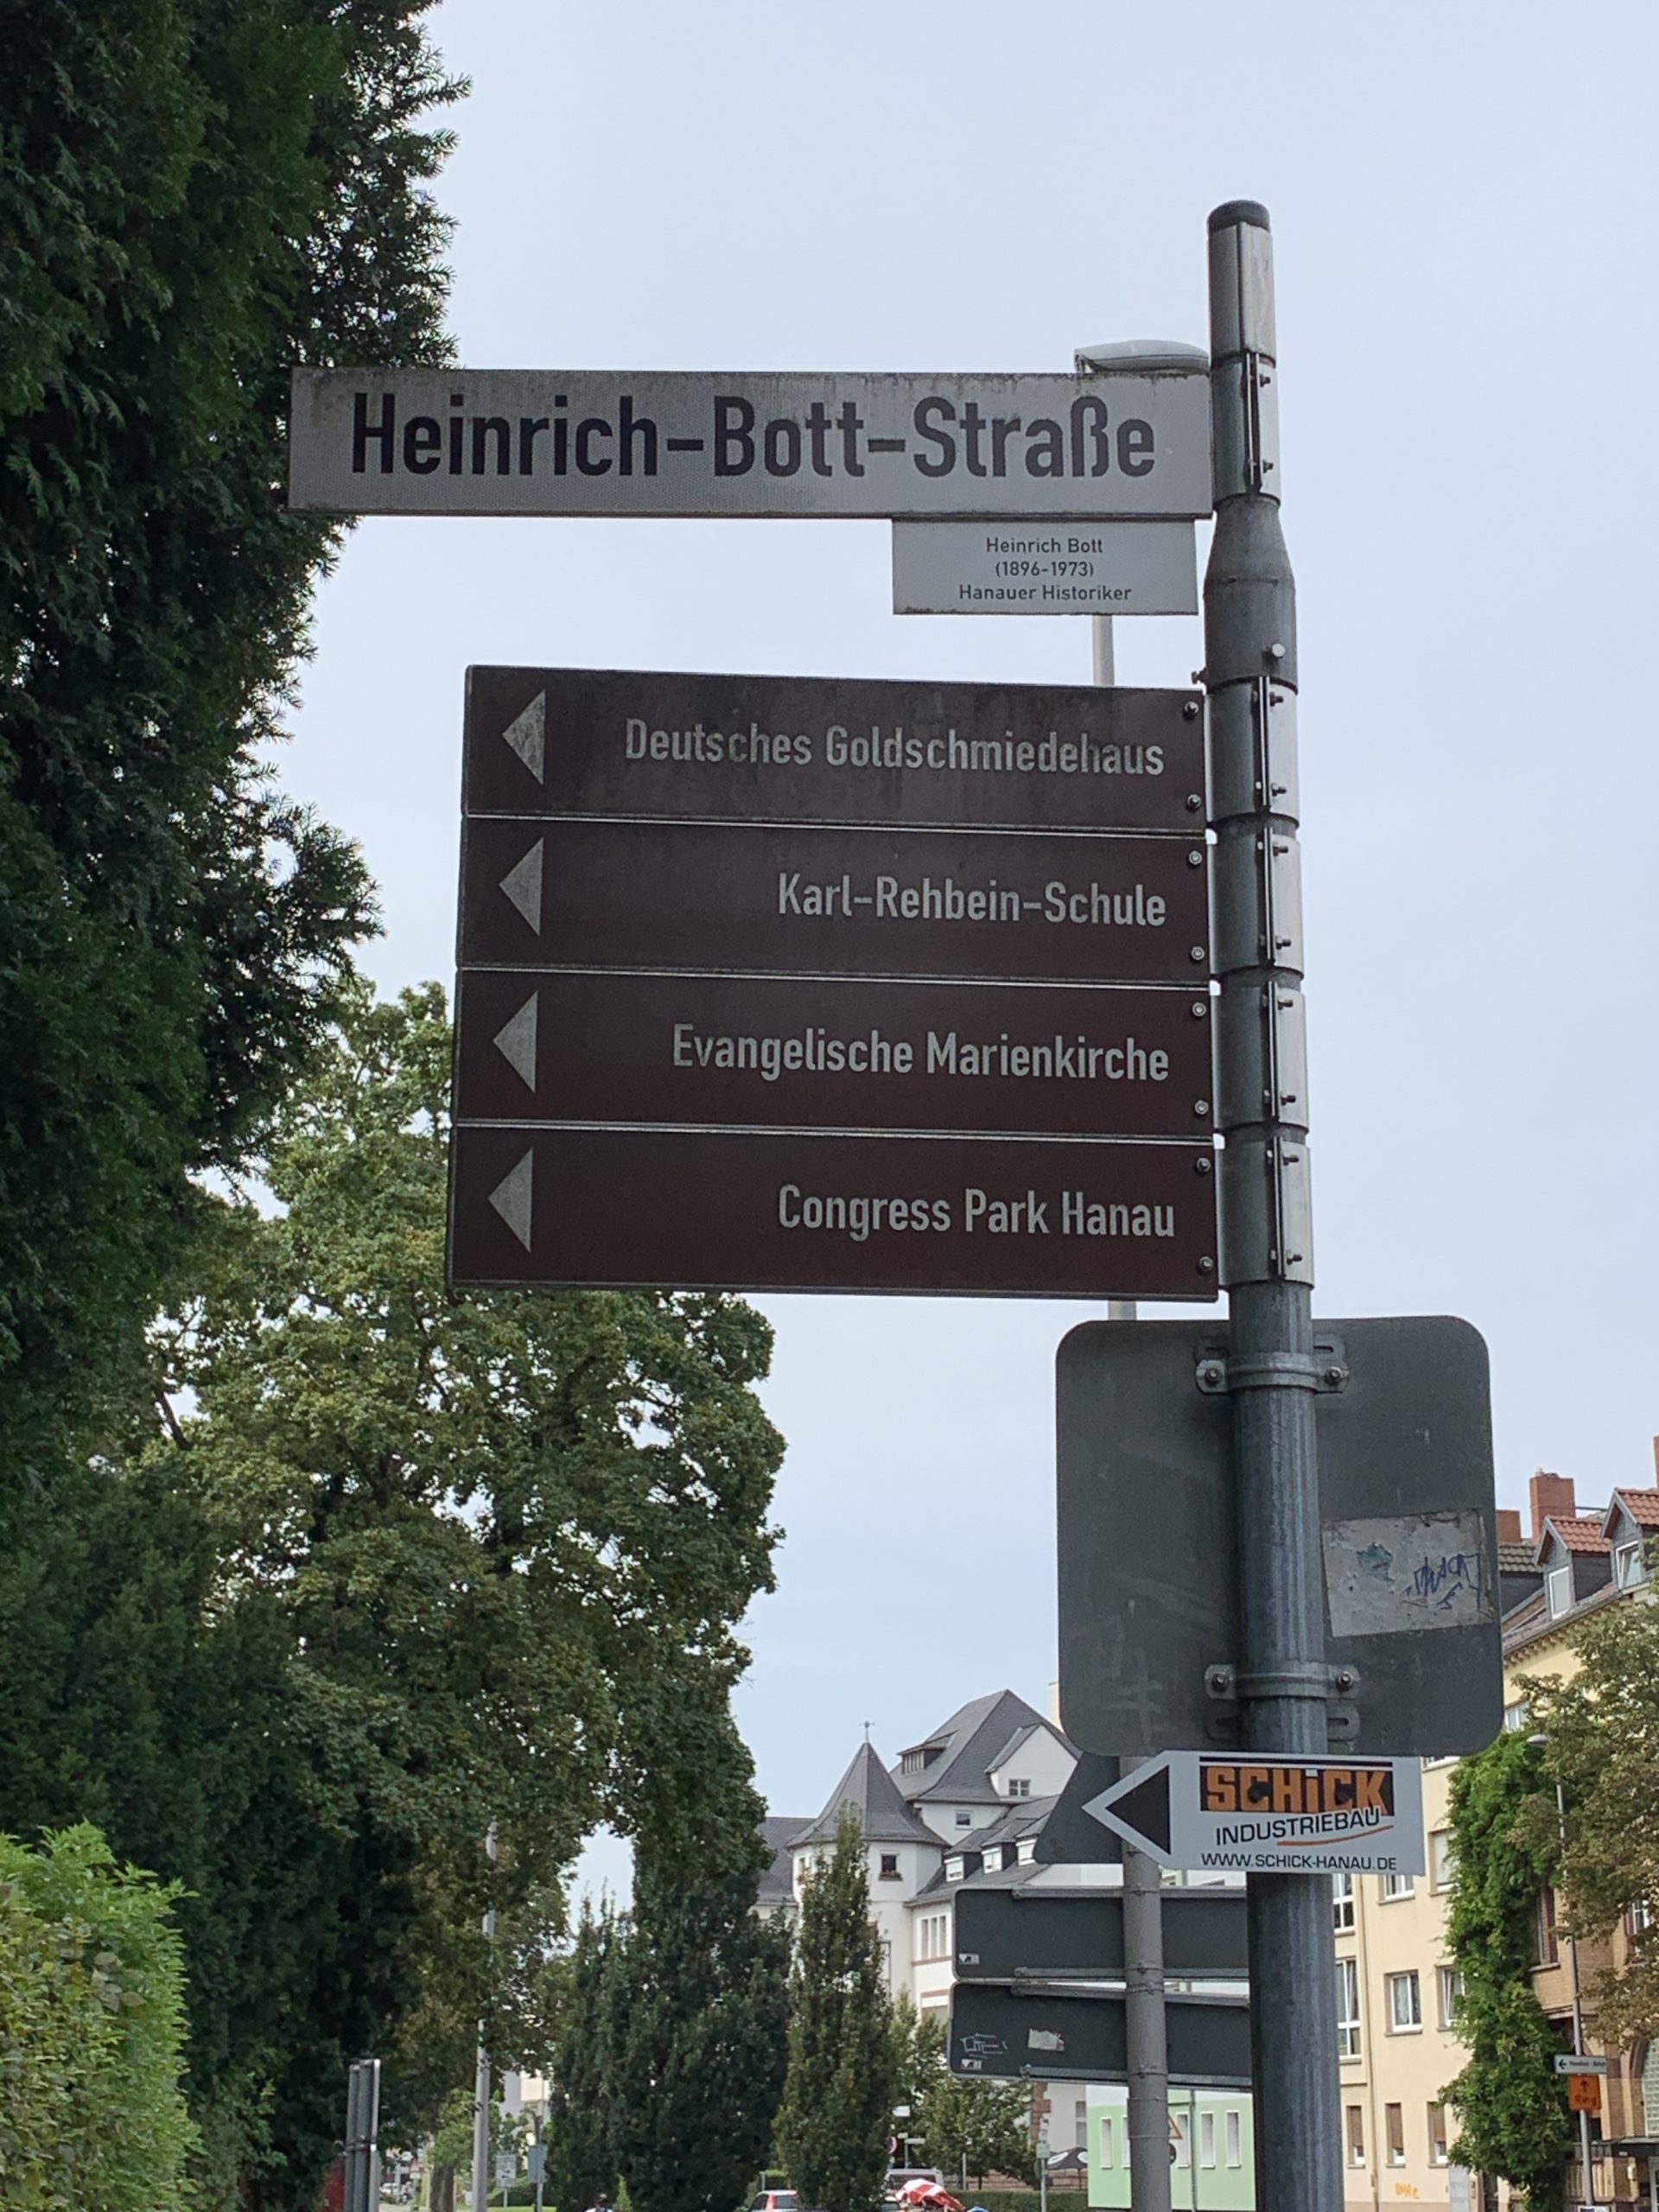 Heinrich-Bott-Straße
Heinrich Bott
(1896-1973)
Hanauer Historiker
Deutsches Goldschmiedehaus
Karl-Rehbein-Schule
Evangelische Marienkirche
Congress Park Hanau
SCHiCK
INDUSTRIEBAU
WWW.SCHICK-HANAU.DE
Ring